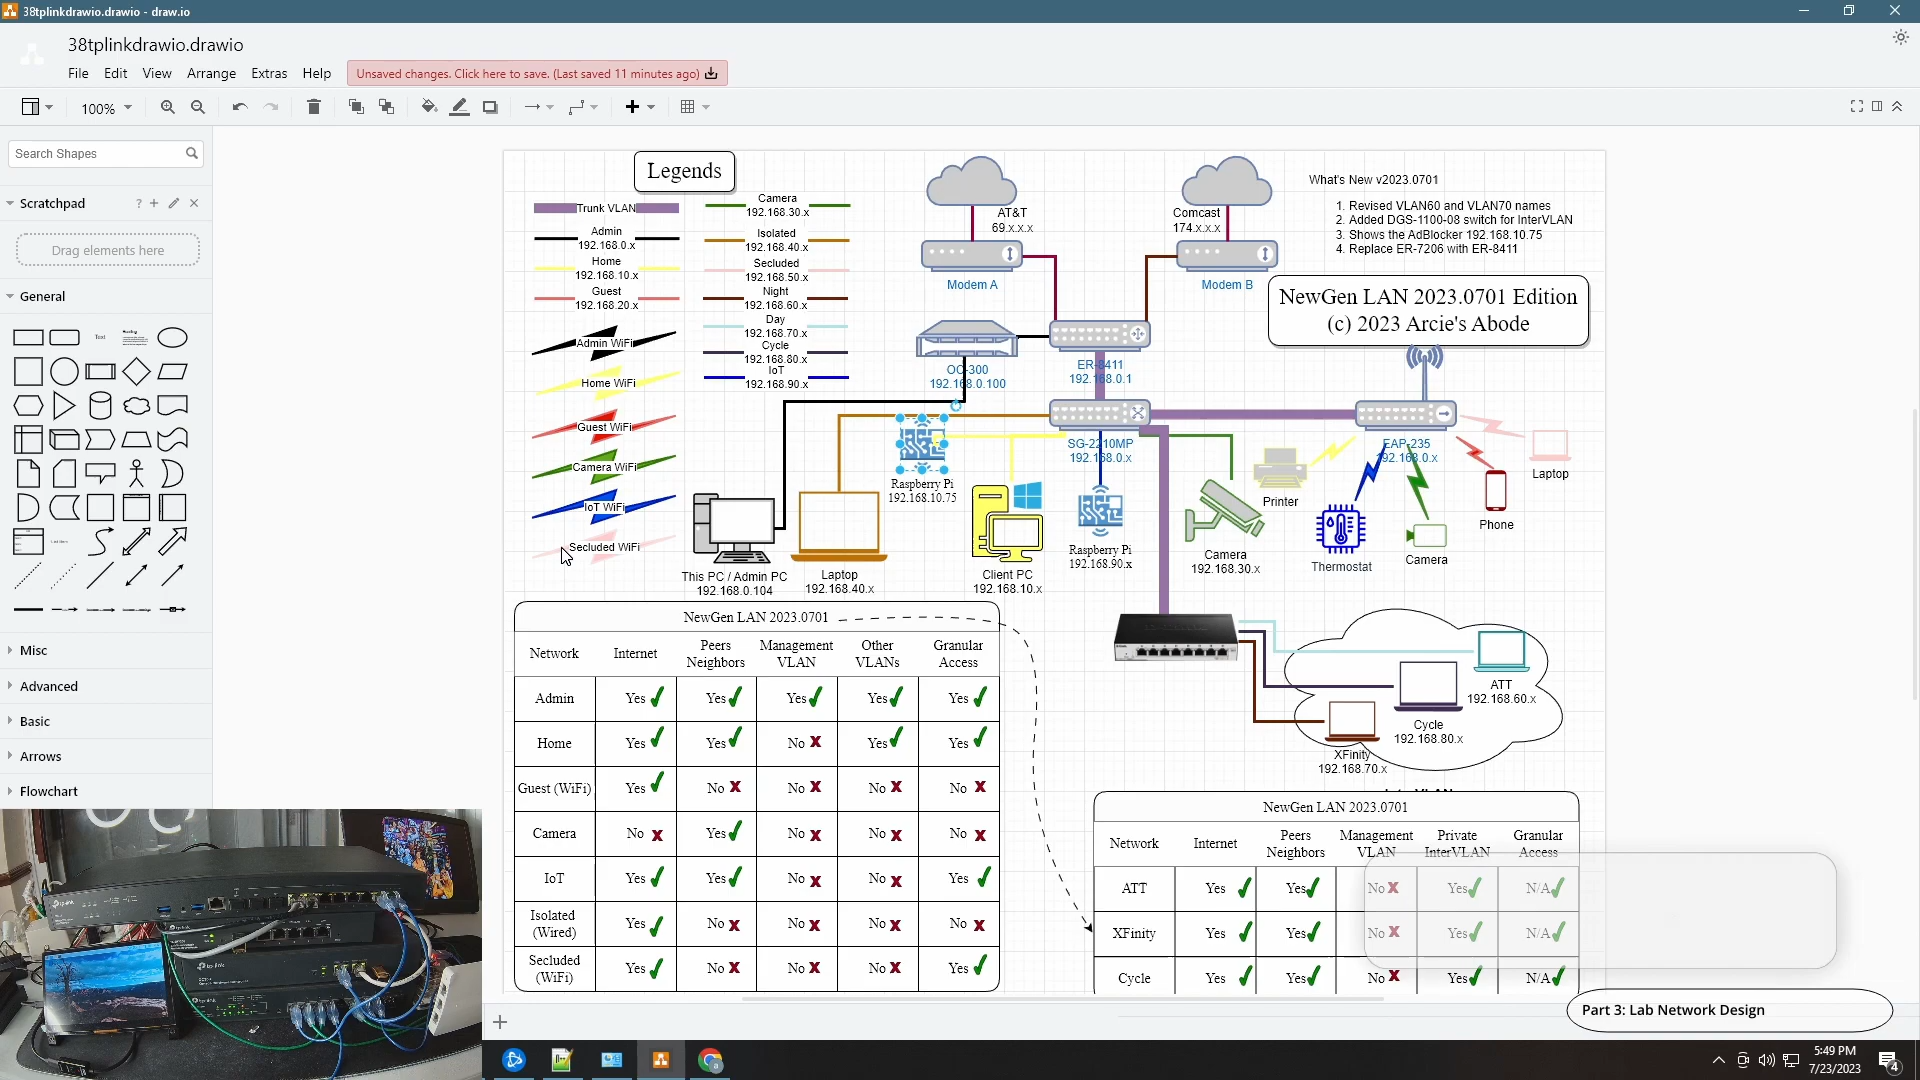 38tplinkdrawio.drawio - draw.io
38tplinkdrawio.drawio
File Edit View Arrange Extras Help
Unsaved changes. Click here to save. (Last saved 11 minutes ago)
100%
Search Shapes
Scratchpad
?
Drag elements here
General
Text
Heading
Misc
Advanced
Basic
Arrows
Flowchart
Legends
Trunk VLAN
Admin
192.168.0.x
Home
192.168.10.x
Guest
192.168.20.x
Admin WiFi
Home WiFi
Guest WiFi
Camera WiFi
IoT WiFi
Secluded WiFi
Camera
192.168.30.x
Isolated
192.168.40.x
Secluded
192.168.50.x
Night
192.168.60.x
Day
192.168.70.x
Cycle
192.168.80.x
IoT
192.168.90.x
AT&T
69.x.x.x
Modem A
Comcast
174.x.x.x
Modem B
What's New v2023.0701
1. Revised VLAN60 and VLAN70 names
2. Added DGS-1100-08 switch for InterVLAN
3. Shows the AdBlocker 192.168.10.75
4. Replace ER-7206 with ER-8411
NewGen LAN 2023.0701 Edition
(c) 2023 Arcie's Abode
OC-300
192.168.0.100
ER-8411
192.168.0.1
SG-2210MP
192.168.0.x
EAP-235
192.168.0.x
Raspberry Pi
192.168.10.75
This PC / Admin PC
192.168.0.104
Laptop
192.168.40.x
Client PC
192.168.10.x
Raspberry Pi
192.168.90.x
Camera
192.168.30.x
Printer
Thermostat
Camera
Phone
Laptop
ATT
192.168.60.x
Cycle
192.168.80.x
XFinity
192.168.70.x
NewGen LAN 2023.0701
Network Internet Peers Neighbors Management VLAN Other VLANs Granular Access
Admin Yes Yes Yes Yes Yes
Home Yes Yes No Yes Yes
Guest (WiFi) Yes No No No No
Camera No Yes No No No
IoT Yes Yes No No Yes
Isolated (Wired) Yes No No No No
Secluded (WiFi) Yes No No No Yes
NewGen LAN 2023.0701
Network Internet Peers Neighbors Management VLAN Private InterVLAN Granular Access
ATT Yes Yes No Yes N/A
XFinity Yes Yes No Yes N/A
Cycle Yes Yes No Yes N/A
Part 3: Lab Network Design
5:49 PM
7/23/2023
4
tp-link